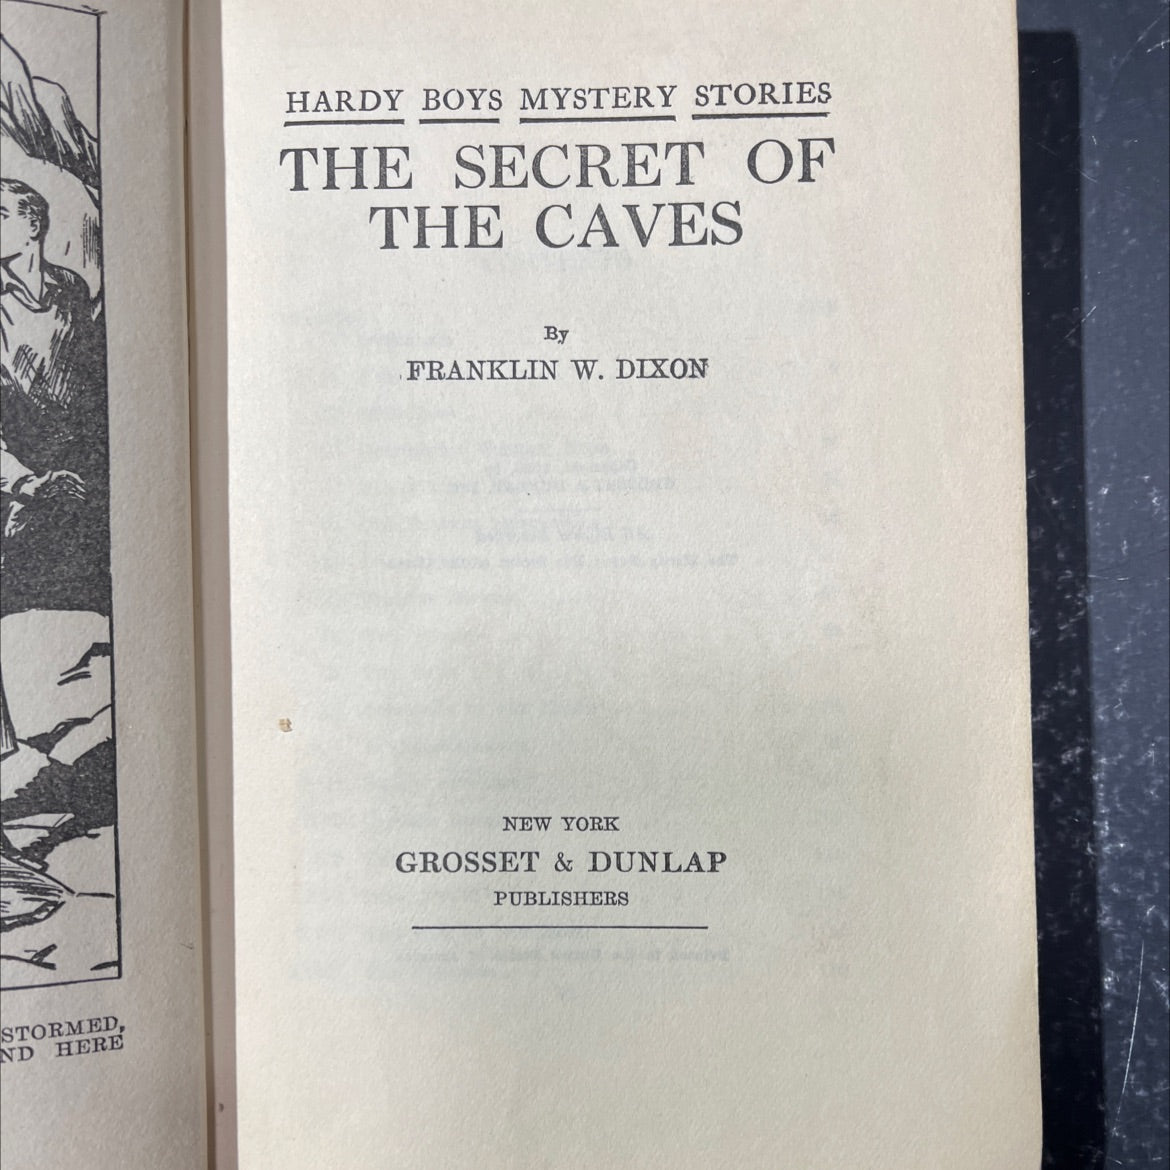 HARDY BOYS MYSTERY STORIES
THE SECRET OF
THE CAVES
By
FRANKLIN W. DIXON
NEW YORK
GROSSET & DUNLAP
PUBLISHERS
STORMED,
HERE